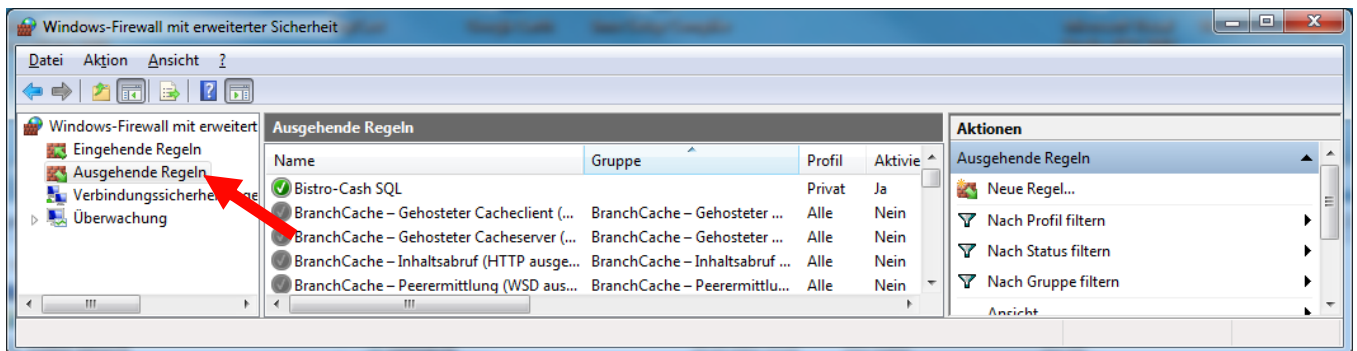 Windows-Firewall mit erweiterter Sicherheit
Datei Aktion Ansicht ?
Windows-Firewall mit erweitert
Eingehende Regeln
Ausgehende Regeln
Verbindungssicherhe
Überwachung
Ausgehende Regeln
Name Gruppe Profil Aktivie
Bistro-Cash SQL Privat Ja
BranchCache – Gehosteter Cacheclient (... BranchCache – Gehosteter ... Alle Nein
BranchCache – Gehosteter Cacheserver (... BranchCache – Gehosteter ... Alle Nein
BranchCache – Inhaltsabruf (HTTP ausge... BranchCache – Inhaltsabruf ... Alle Nein
BranchCache – Peerermittlung (WSD aus... BranchCache – Peerermittlu... Alle Nein
Aktionen
Ausgehende Regeln
Neue Regel...
Nach Profil filtern
Nach Status filtern
Nach Gruppe filtern
Ansicht